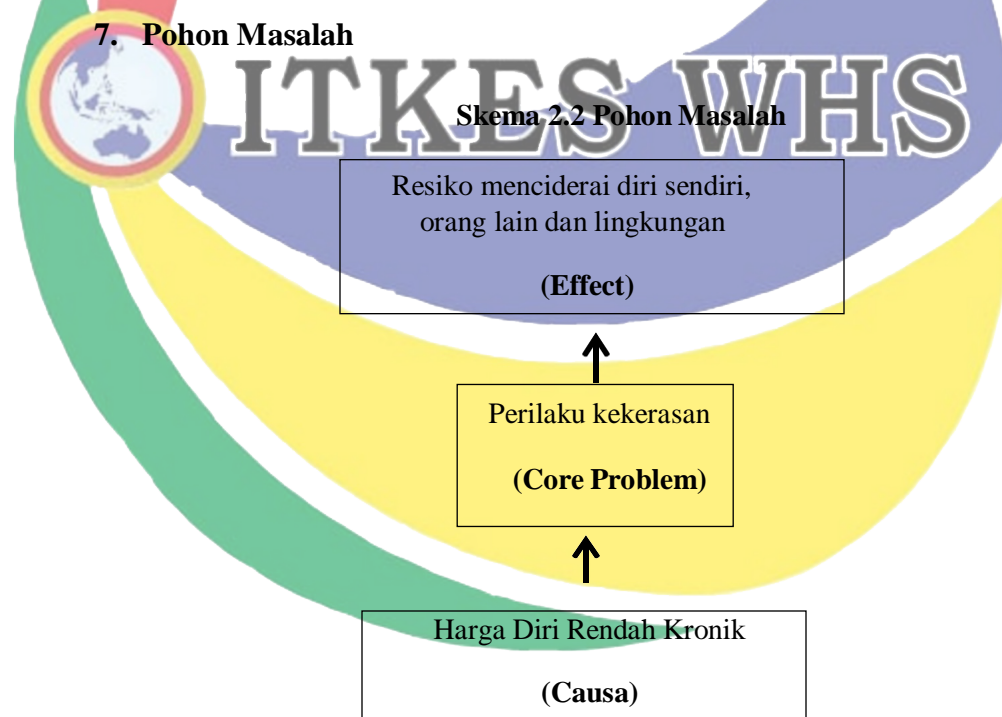 7. Pohon Masalah
ITKES WHS
Skema 2.2 Pohon Masalah
Resiko menciderai diri sendiri,
orang lain dan lingkungan
(Effect)
Perilaku kekerasan
(Core Problem)
Harga Diri Rendah Kronik
(Causa)